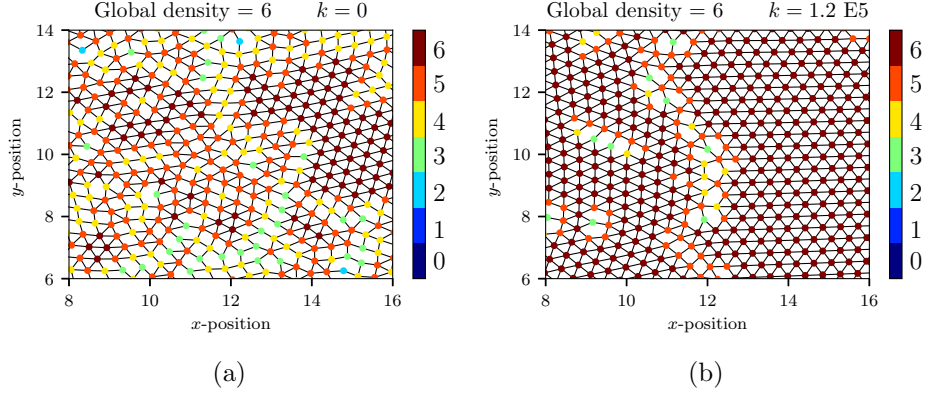 Global density = 6 k = 0
14
12
10
8
6
8 10 12 14 16
x-position
y-position
6
5
4
3
2
1
0
(a)
Global density = 6 k = 1.2 E5
14
12
10
8
6
8 10 12 14 16
x-position
y-position
6
5
4
3
2
1
0
(b)